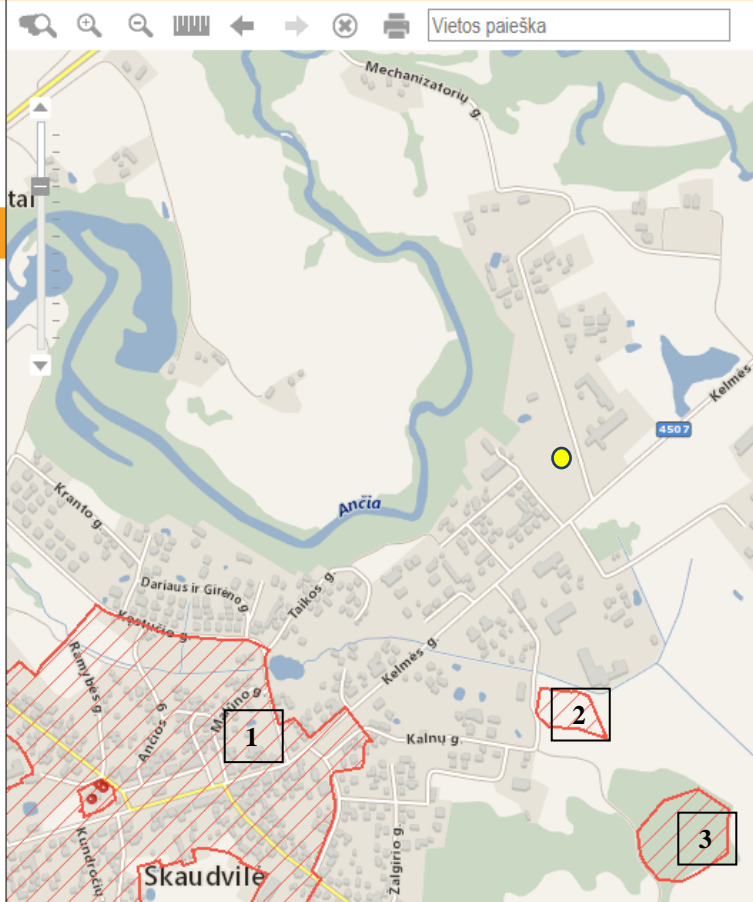 Vietos paieška
Mechanizatorių g.
tai
Kelmės
4507
Ančia
Kranto g.
Dariaus ir Girėno g
Taikos g.
Kęstučio g.
Ramybės g.
Kelmės g.
Ančios g
Malūno g.
1
2
Kalnų g.
3
Kundročių
Žalgirio g.
Skaudvilė